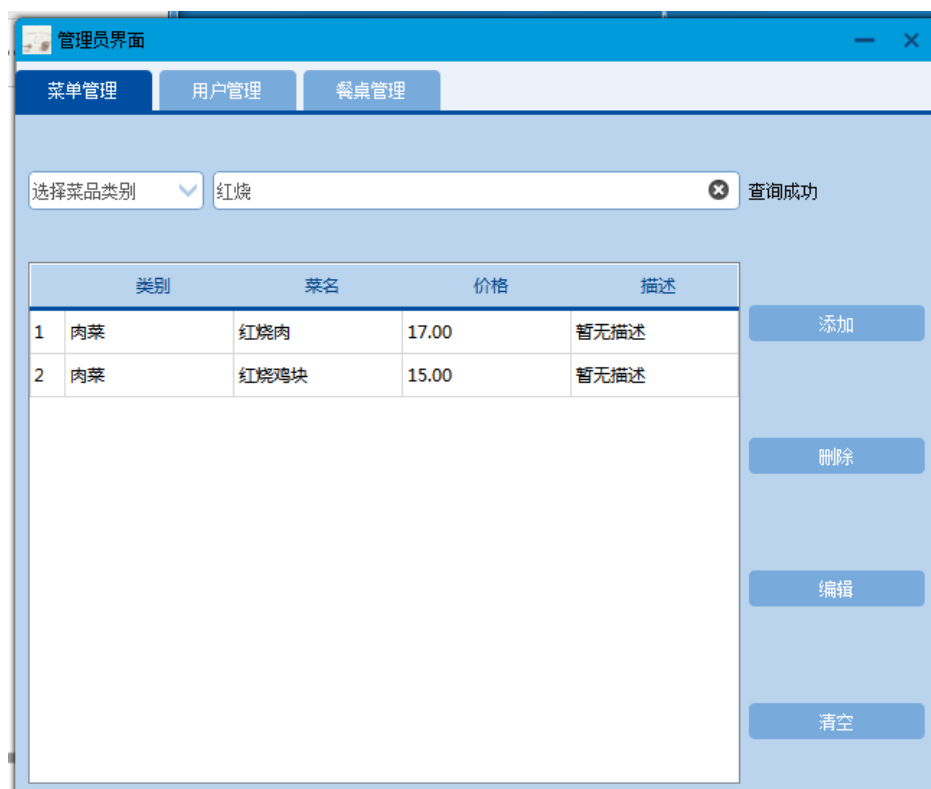 管理员界面
菜单管理 用户管理 餐桌管理
选择菜品类别 红烧 查询成功
类别 菜名 价格 描述
1 肉菜 红烧肉 17.00 暂无描述
2 肉菜 红烧鸡块 15.00 暂无描述
添加
删除
编辑
清空